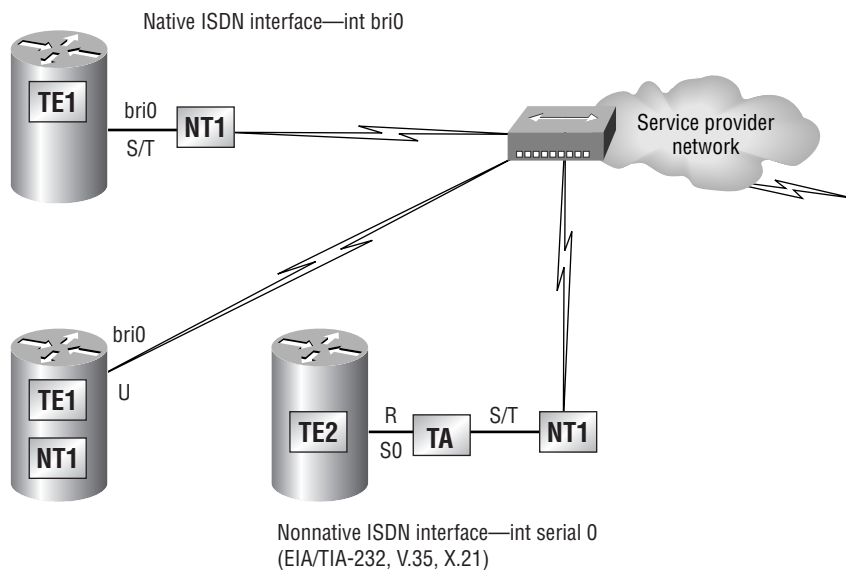 Native ISDN interface—int bri0
TE1
bri0
S/T
NT1
Service provider
network
bri0
U
TE1
NT1
TE2
R
S0
TA
S/T
NT1
Nonnative ISDN interface—int serial 0
(EIA/TIA-232, V.35, X.21)